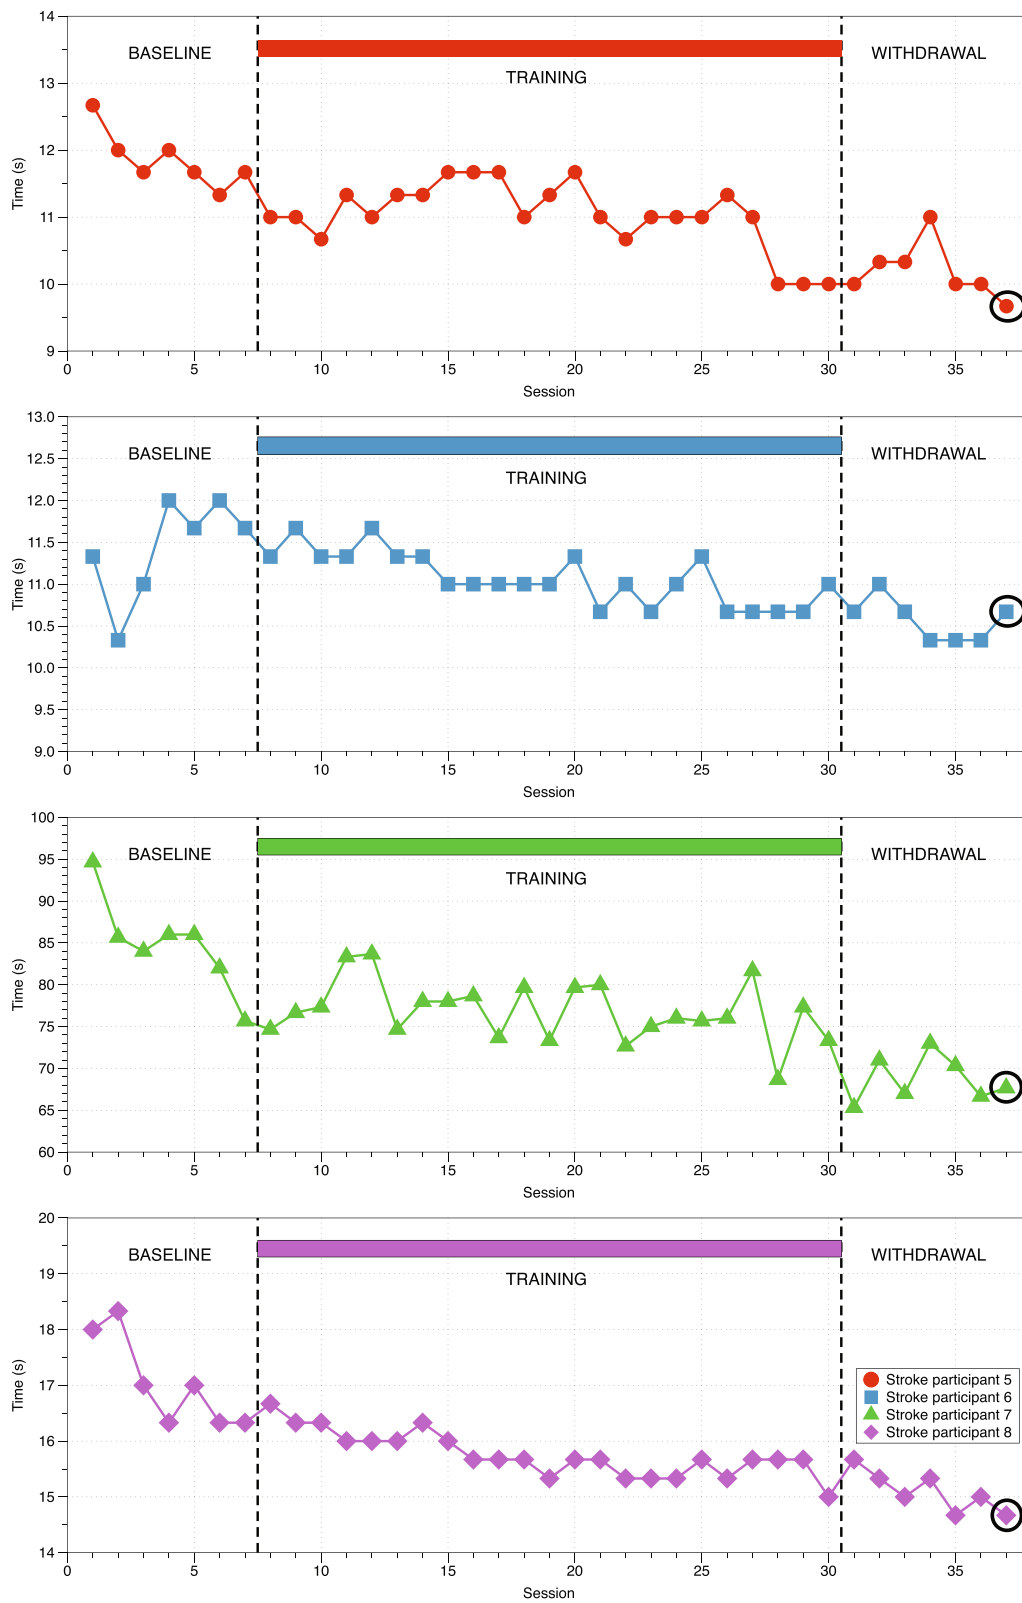 14
BASELINE
WITHDRAWAL
TRAINING
13
12
Time (s)
11
10
9
0 5 10 15 20 25 30 35
Session
13.0
BASELINE
WITHDRAWAL
12.5
TRAINING
12.0
11.5
Time (s)
11.0
10.5
10.0
9.5
9.0
0 5 10 15 20 25 30 35
Session
100
BASELINE
WITHDRAWAL
95
TRAINING
90
85
Time (s)
80
75
70
65
60
0 5 10 15 20 25 30 35
Session
20
BASELINE
WITHDRAWAL
19
TRAINING
18
Time (s)
17
Stroke participant 5
Stroke participant 6
Stroke participant 7
Stroke participant 8
16
15
14
0 5 10 15 20 25 30 35
Session